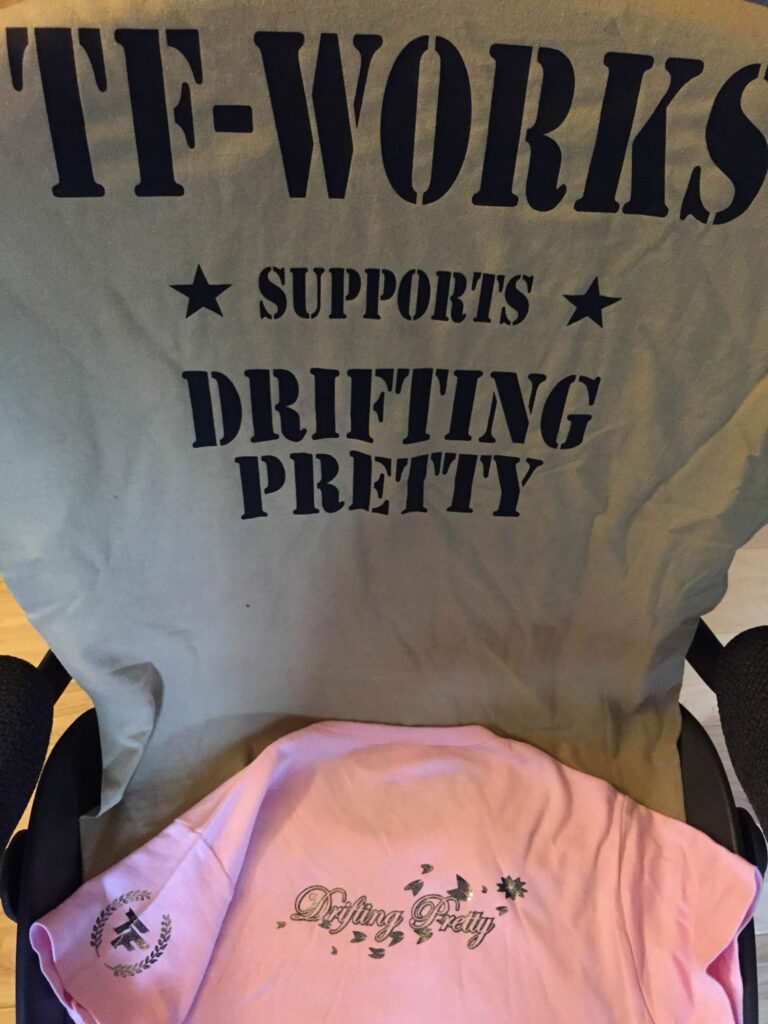 TF-WORKS
★ SUPPORTS ★
DRIFTING
PRETTY
Drifting Pretty